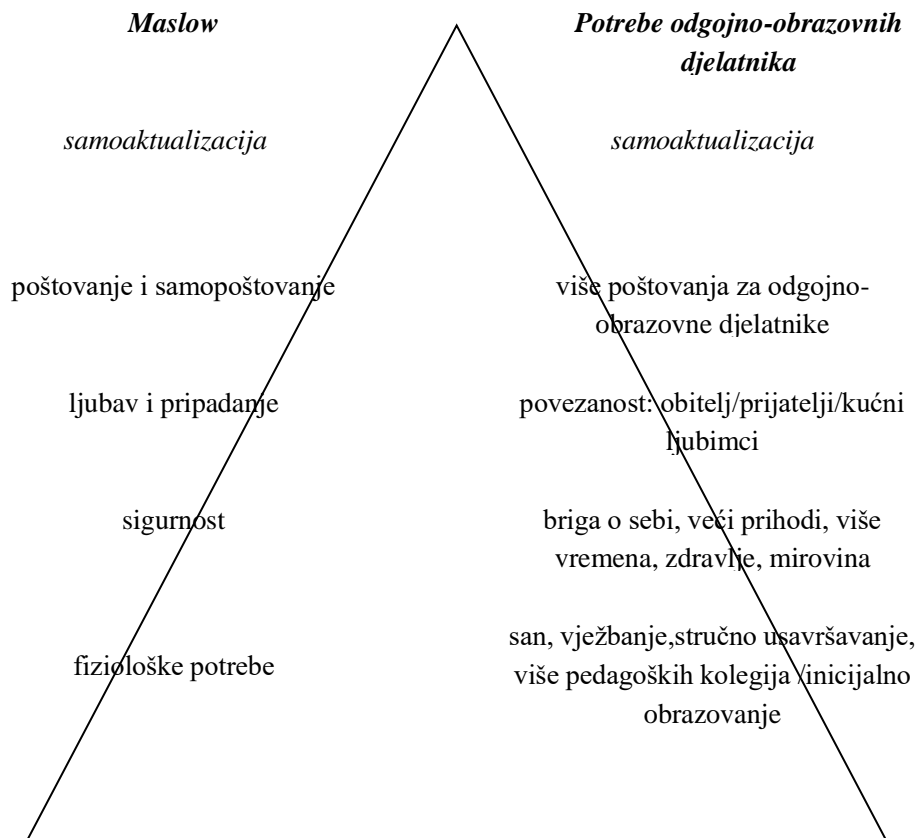 Maslow
Potrebe odgojno-obrazovnih
djelatnika
samoaktualizacija
samoaktualizacija
poštovanje i samopoštovanje
više poštovanja za odgojno-
obrazovne djelatnike
ljubav i pripadanje
povezanost: obitelj/prijatelji/kućni
ljubimci
sigurnost
briga o sebi, veći prihodi, više
vremena, zdravlje, mirovina
fiziološke potrebe
san, vježbanje,stručno usavršavanje,
više pedagoških kolegija /inicijalno
obrazovanje